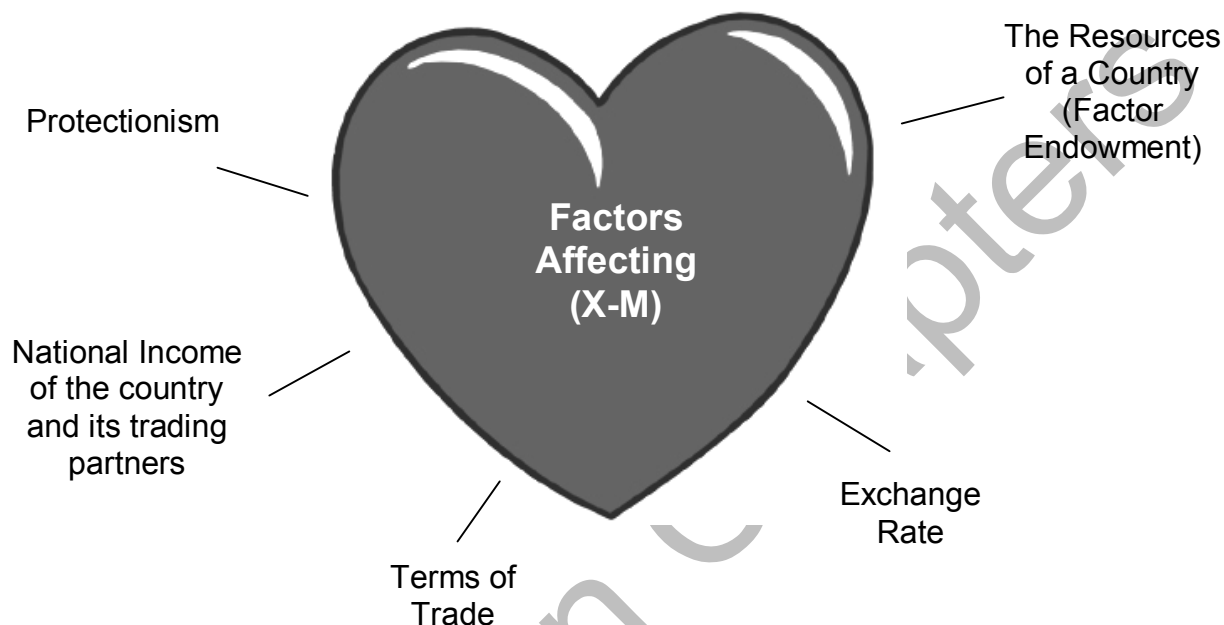 The Resources
of a Country
(Factor
Endowment)
Protectionism
Factors
Affecting
(X-M)
National Income
of the country
and its trading
partners
Exchange
Rate
Terms of
Trade